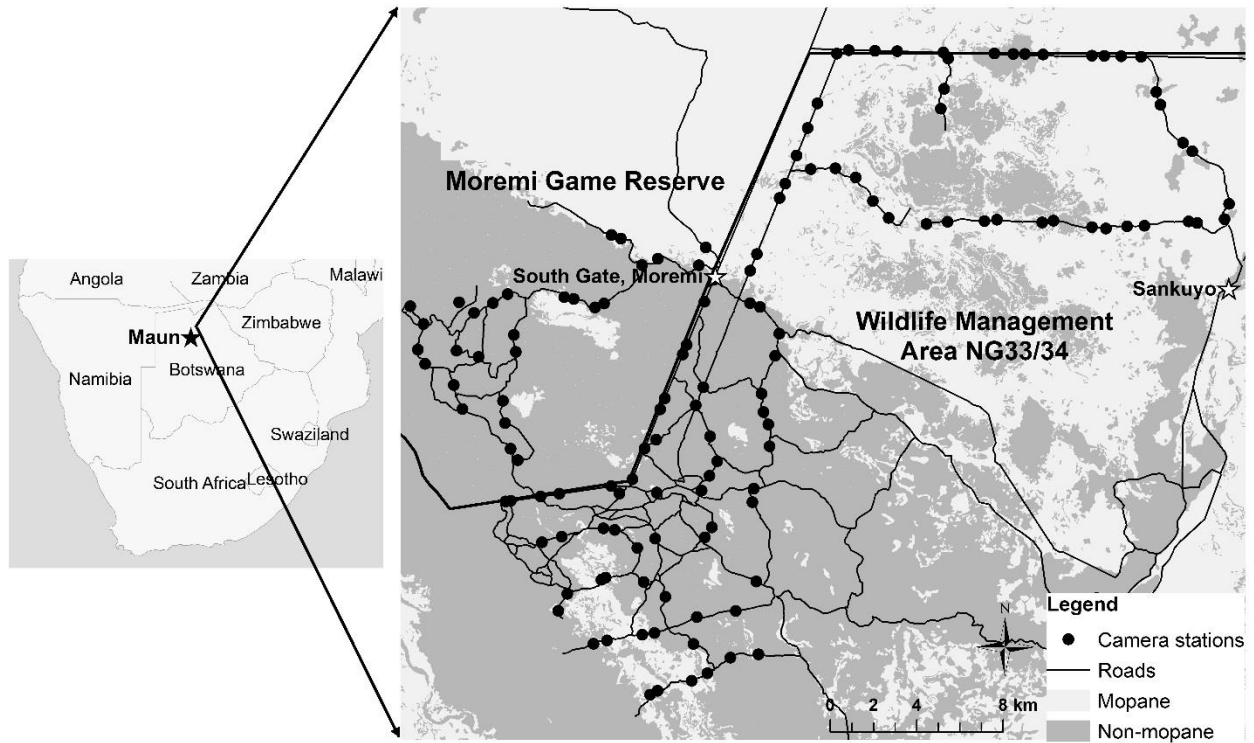 Angola
Zambia
Malawi
Maun
Zimbabwe
Namibia
Botswana
Swaziland
South Africa
Lesotho
Moremi Game Reserve
South Gate, Moremi
Sankuyo
Wildlife Management
Area NG33/34
N
Legend
Camera stations
Roads
Mopane
Non-mopane
0 2 4 8 km